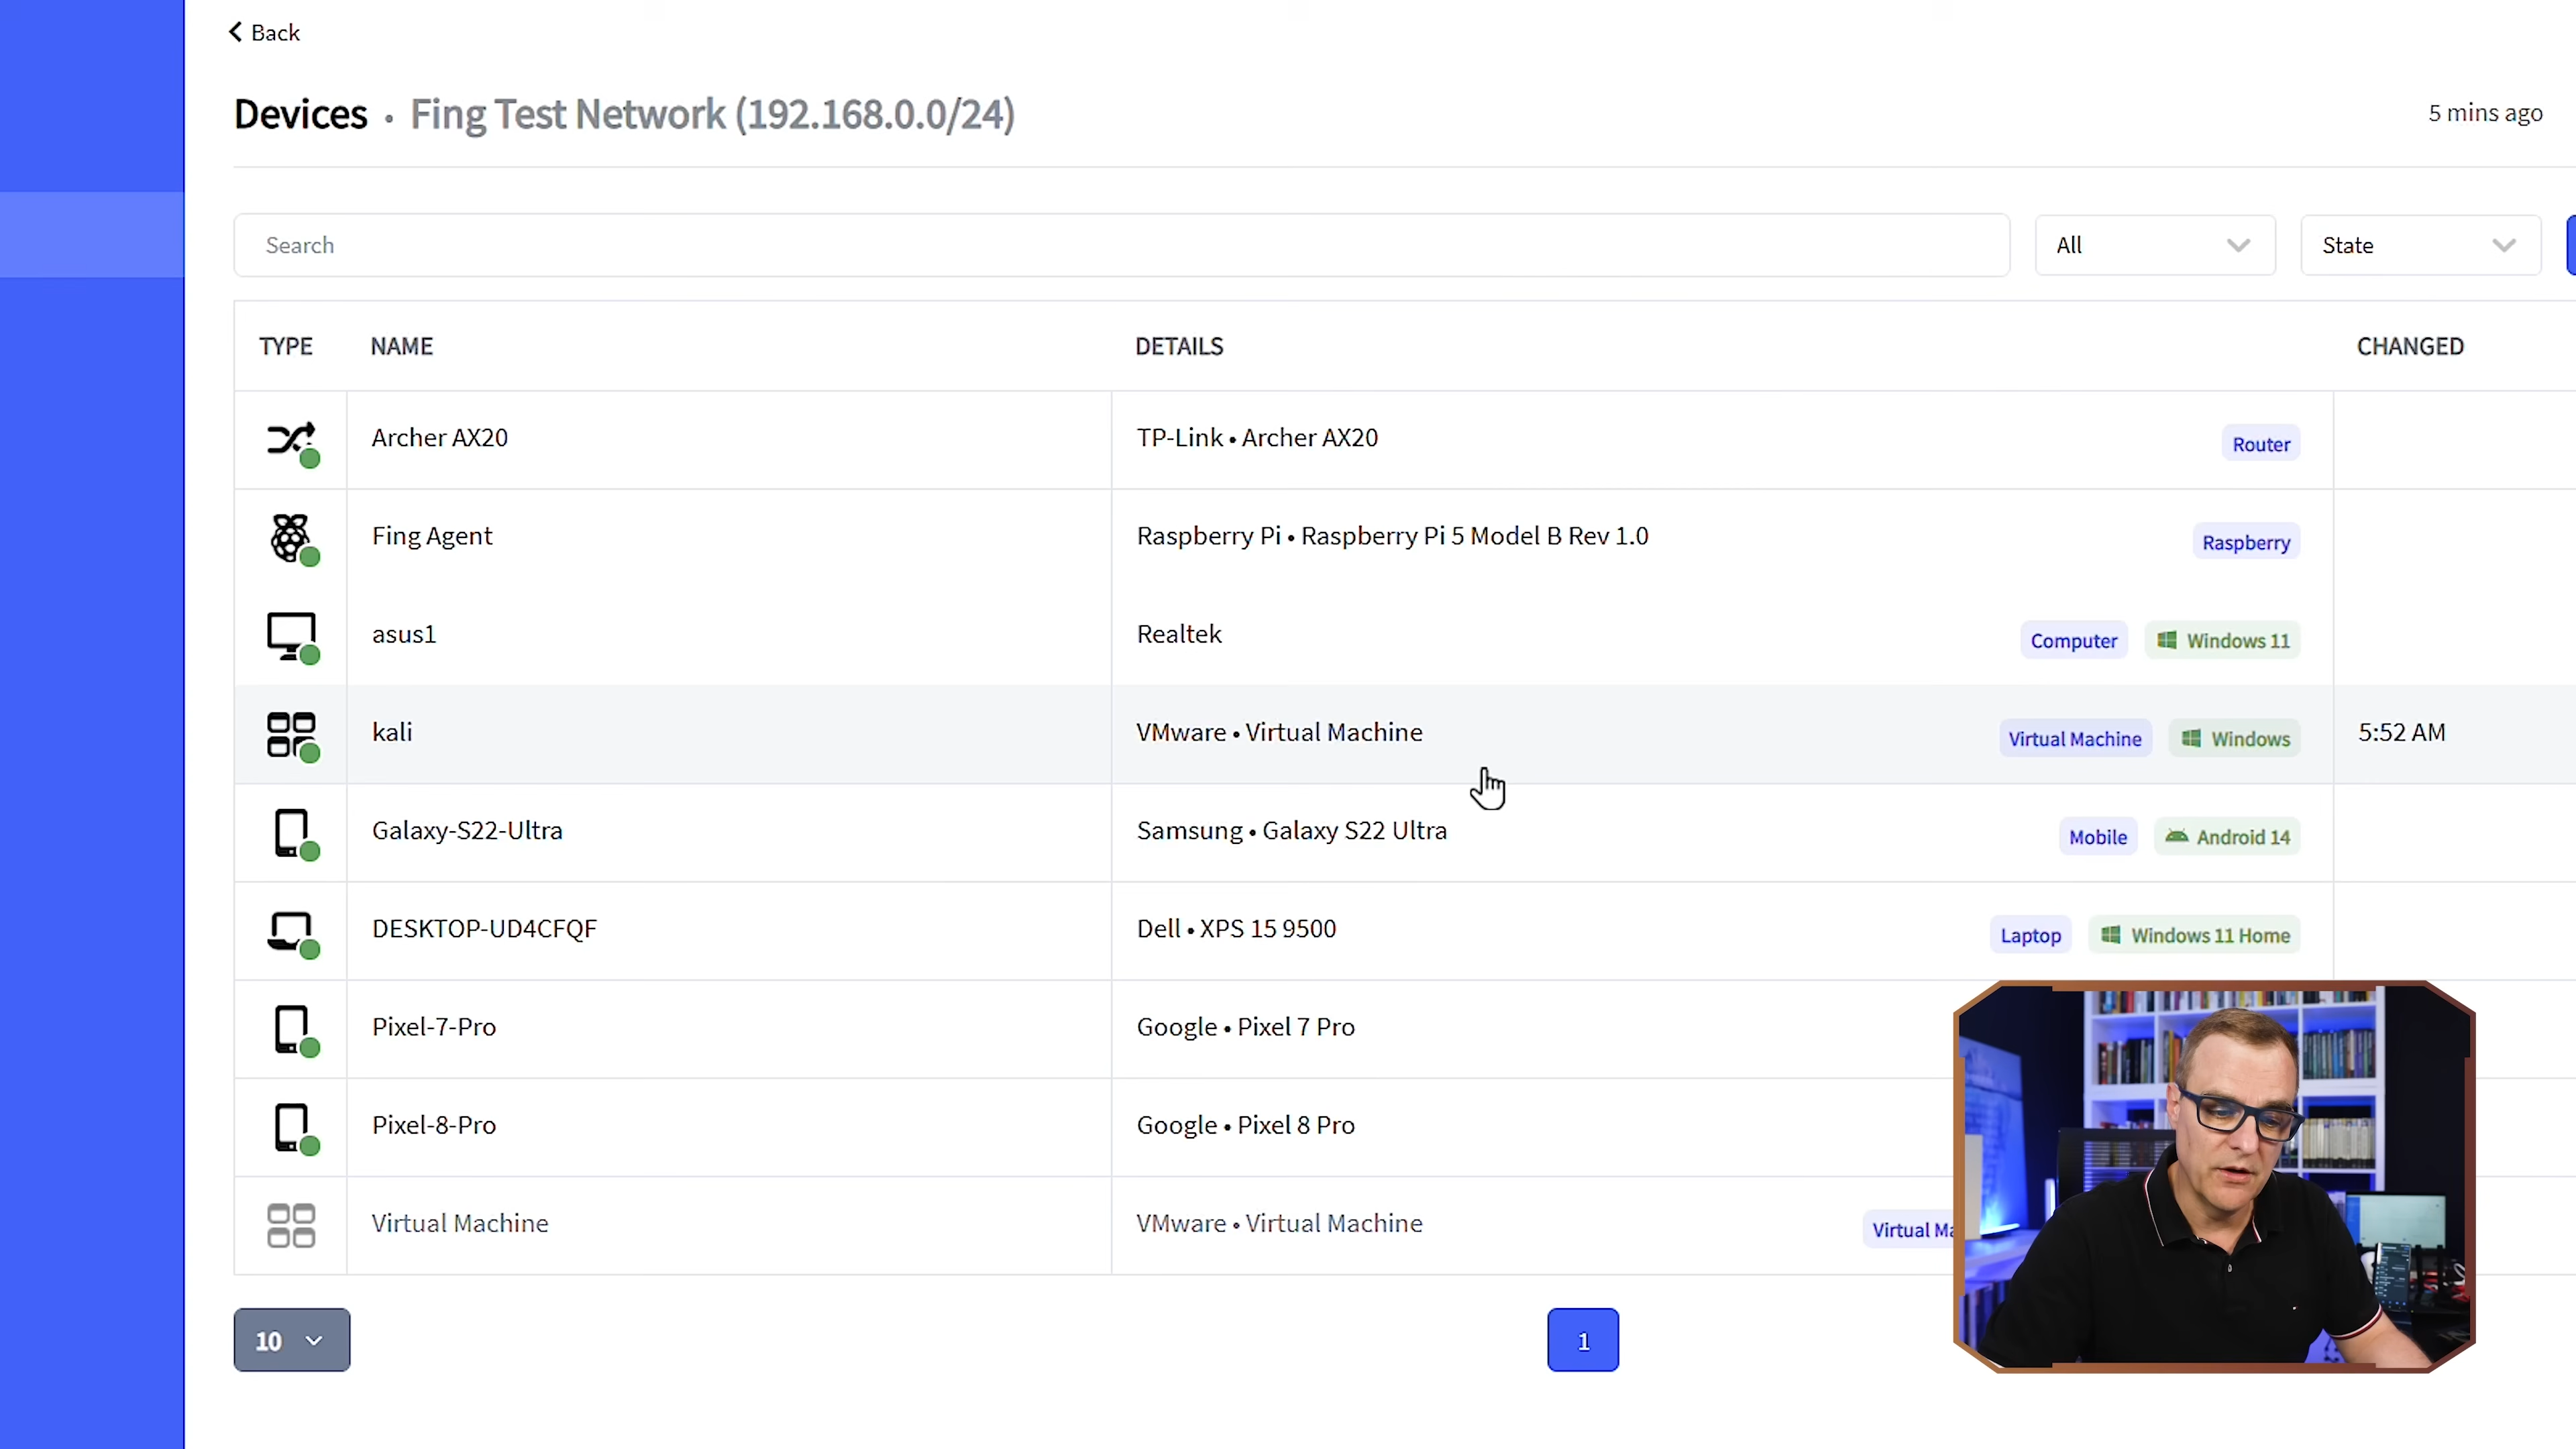 Back
Devices • Fing Test Network (192.168.0.0/24)
5 mins ago
Search
All
State
TYPE NAME DETAILS CHANGED
Archer AX20 TP-Link • Archer AX20 Router
Fing Agent Raspberry Pi • Raspberry Pi 5 Model B Rev 1.0 Raspberry
asus1 Realtek Computer Windows 11
kali VMware • Virtual Machine Virtual Machine Windows 5:52 AM
Galaxy-S22-Ultra Samsung • Galaxy S22 Ultra Mobile Android 14
DESKTOP-UD4CFQF Dell • XPS 15 9500 Laptop Windows 11 Home
Pixel-7-Pro Google • Pixel 7 Pro
Pixel-8-Pro Google • Pixel 8 Pro
Virtual Machine VMware • Virtual Machine Virtual Ma
10
1